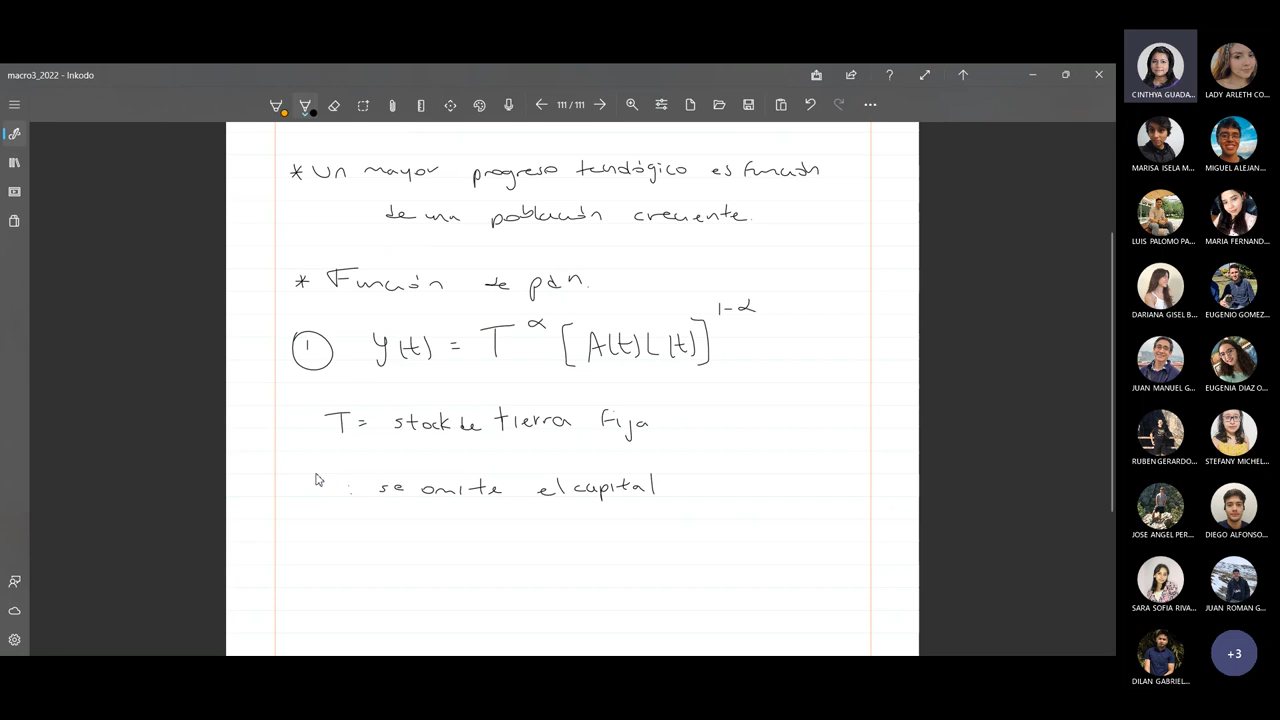 macro3_2022 - Inkodo
111 / 111
* Un mayor progreso tecnológico es función
de una población creciente.
* Función de pdn.
1 Y(t) = T^α [A(t)L(t)]^1-α
T = stock de tierra fija
: se omite el capital
CINTHYA GUADA...
LADY ARLETH CO...
MARISA ISELA M...
MIGUEL ALEJAN...
LUIS PALOMO PA...
MARIA FERNAND...
DARIANA GISEL B...
EUGENIO GOMEZ...
JUAN MANUEL G...
EUGENIA DIAZ O...
RUBEN GERARDO...
STEFANY MICHEL...
JOSE ANGEL PER...
DIEGO ALFONSO...
SARA SOFIA RIVA...
JUAN ROMAN G...
DILAN GABRIEL...
+3